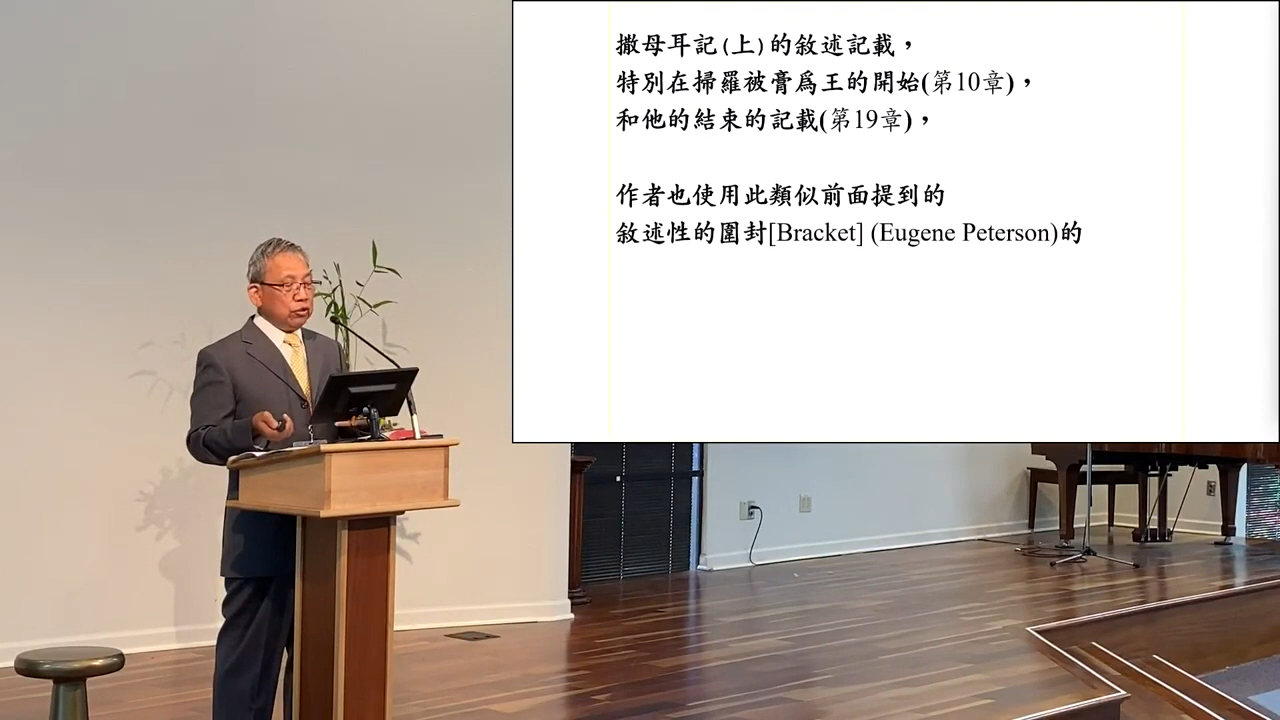 撒母耳記(上)的敘述記載，
特別在掃羅被膏爲王的開始(第10章)，
和他的結束的記載(第19章)，
作者也使用此類似前面提到的
敘述性的圍封[Bracket] (Eugene Peterson)的